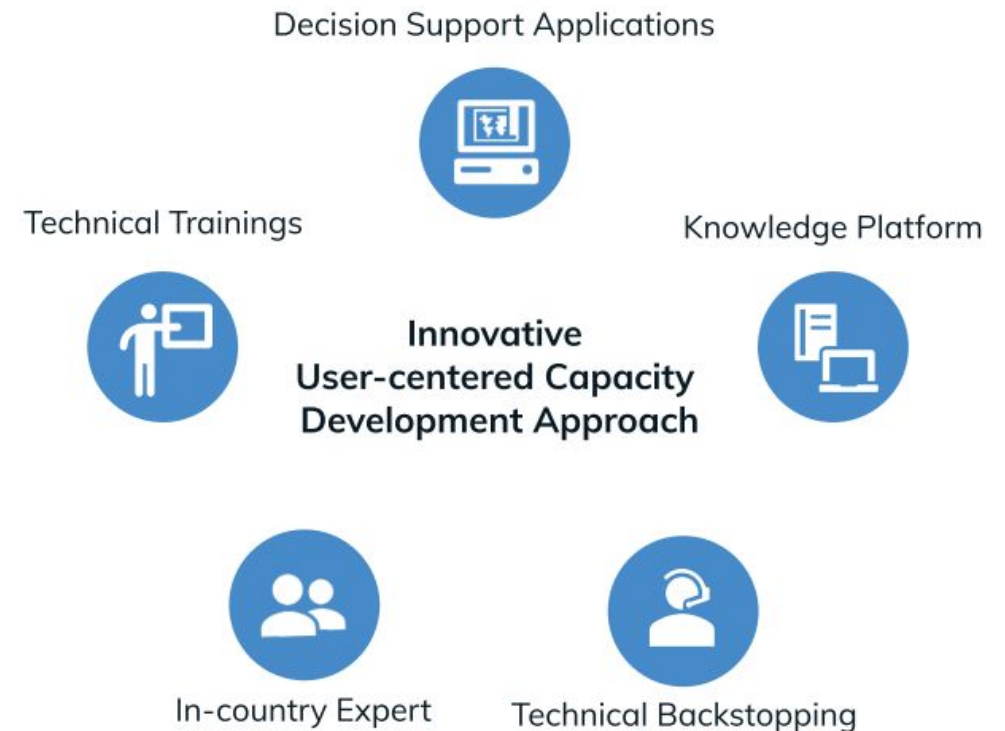 Decision Support Applications
Technical Trainings
Knowledge Platform
Innovative
User-centered Capacity
Development Approach
In-country Expert
Technical Backstopping